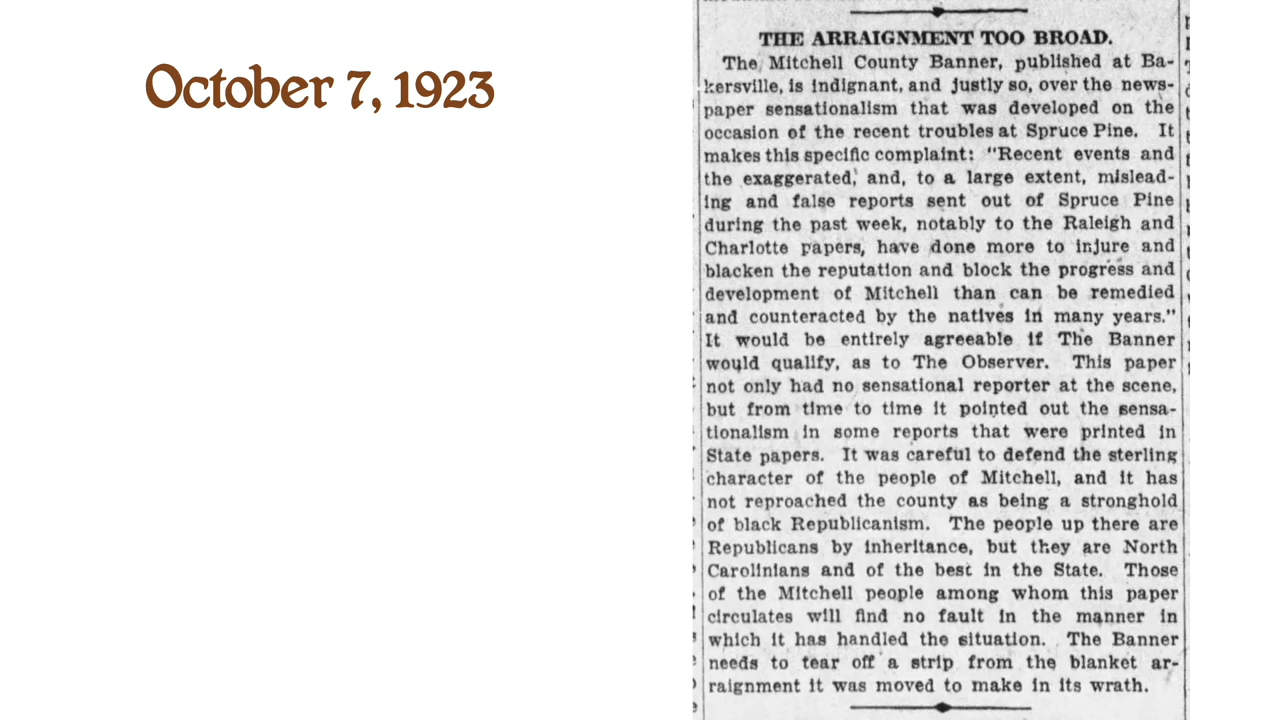 October 7, 1923
THE ARRAIGNMENT TOO BROAD.
The Mitchell County Banner, published at Ba-
kersville, is indignant, and justly so, over the news-
paper sensationalism that was developed on the
occasion of the recent troubles at Spruce Pine. It
makes this specific complaint: "Recent events and
the exaggerated, and, to a large extent, mislead-
ing and false reports sent out of Spruce Pine
during the past week, notably to the Raleigh and
Charlotte papers, have done more to injure and
blacken the reputation and block the progress and
development of Mitchell than can be remedied
and counteracted by the natives in many years."
It would be entirely agreeable if The Banner
would qualify, as to The Observer. This paper
not only had no sensational reporter at the scene,
but from time to time it pointed out the sensa-
tionalism in some reports that were printed in
State papers. It was careful to defend the sterling
character of the people of Mitchell, and it has
not reproached the county as being a stronghold
of black Republicanism. The people up there are
Republicans by inheritance, but they are North
Carolinians and of the best in the State. Those
of the Mitchell people among whom this paper
circulates will find no fault in the manner in
which it has handled the situation. The Banner
needs to tear off a strip from the blanket ar-
raignment it was moved to make in its wrath.